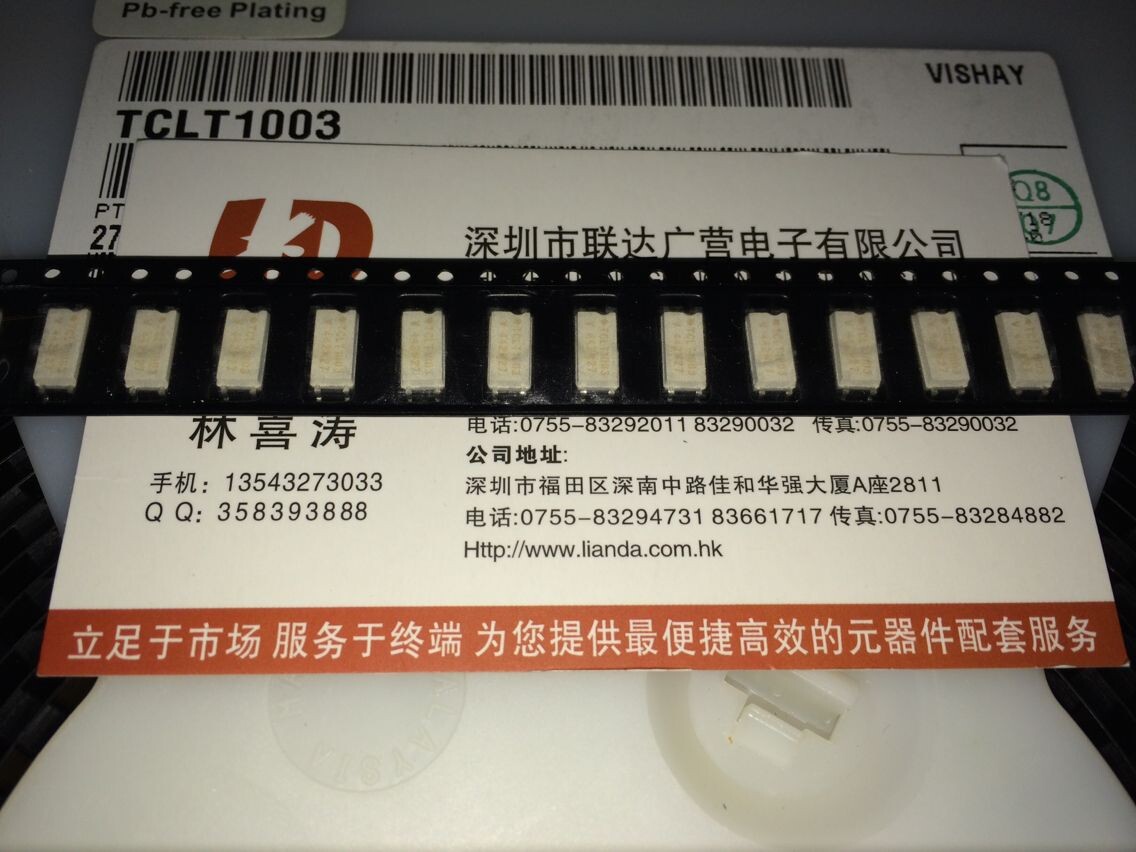 Pb-free Plating
VISHAY
TCLT1003
PT
27
Q8
深圳市联达广营电子有限公司
林喜涛
手机：13543273033
Q Q：358393888
电话:0755-83292011 83290032 传真:0755-83290032
公司地址:
深圳市福田区深南中路佳和华强大厦A座2811
电话:0755-83294731 83661717 传真:0755-83284882
Http://www.lianda.com.hk
立足于市场 服务于终端 为您提供最便捷高效的元器件配套服务
MALAYSIA